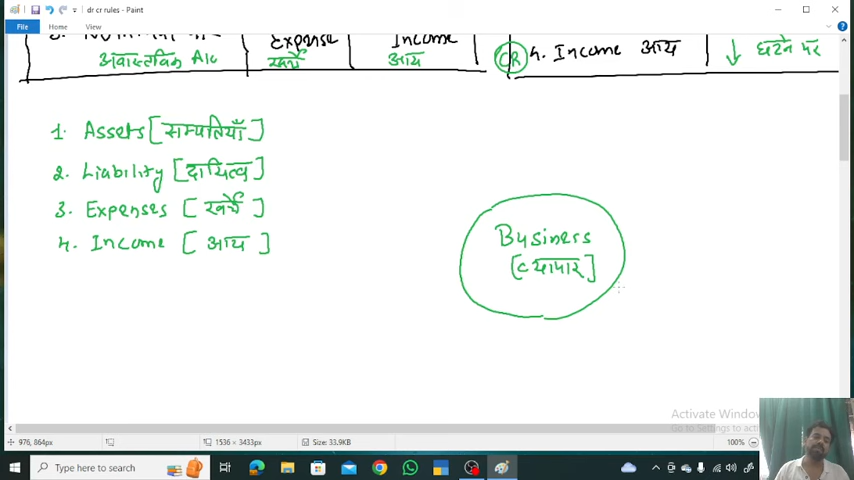 dr cr rules - Paint
File Home View
Expense Income
अवास्तविक A/c खर्चे आय
CR 4. Income आय ↓ घटने पर
1. Assets [सम्पत्तियाँ]
2. Liability [दायित्व]
3. Expenses [खर्चे]
4. Income [आय]
Business
[व्यापार]
Activate Window
Go to Settings to activ
976, 864px 1536 × 3433px Size: 33.9KB 100%
Type here to search